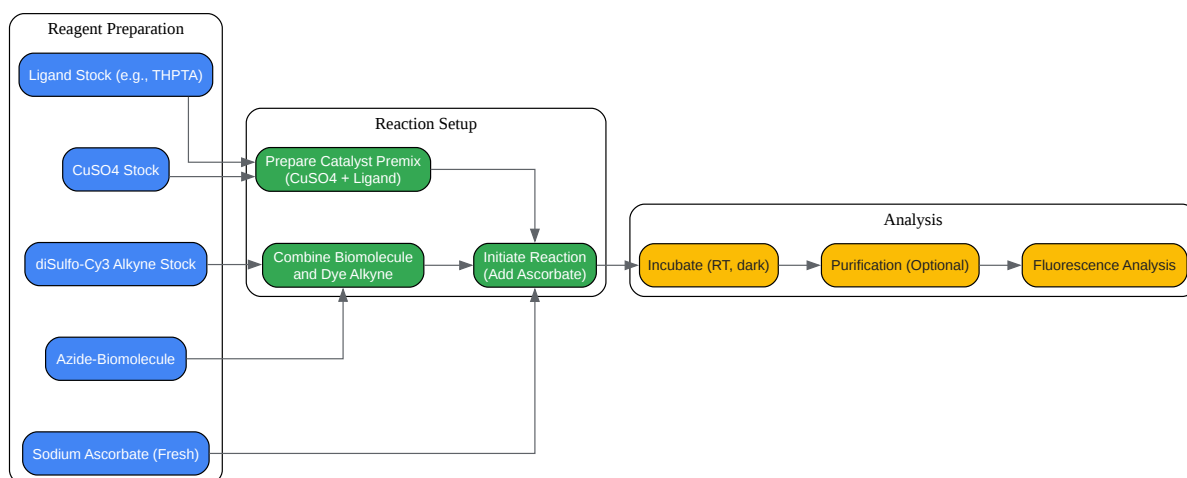 Reagent Preparation
Ligand Stock (e.g., THPTA)
CuSO4 Stock
diSulfo-Cy3 Alkyne Stock
Azide-Biomolecule
Sodium Ascorbate (Fresh)
Reaction Setup
Prepare Catalyst Premix
(CuSO4 + Ligand)
Combine Biomolecule
and Dye Alkyne
Initiate Reaction
(Add Ascorbate)
Analysis
Incubate (RT, dark)
Purification (Optional)
Fluorescence Analysis